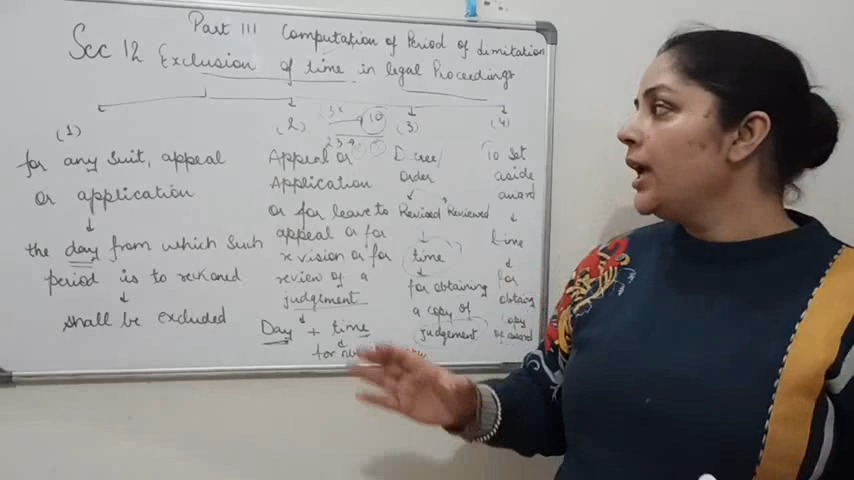 Part III Computation of Period of Limitation
Sec 12 Exclusion of time in legal Proceedings
(1)
for any suit, appeal
or application
the day from which such
period is to reckoned
shall be excluded
(2)
Appeal or
Application
or for leave to
appeal or for
revision or for
review of a
judgement
Day + time
for
(3)
Decree/
order
Revised Reviewed
time
for obtaining
a copy of
judgement
(4)
To set
aside
award
time
for
obtaing
copy